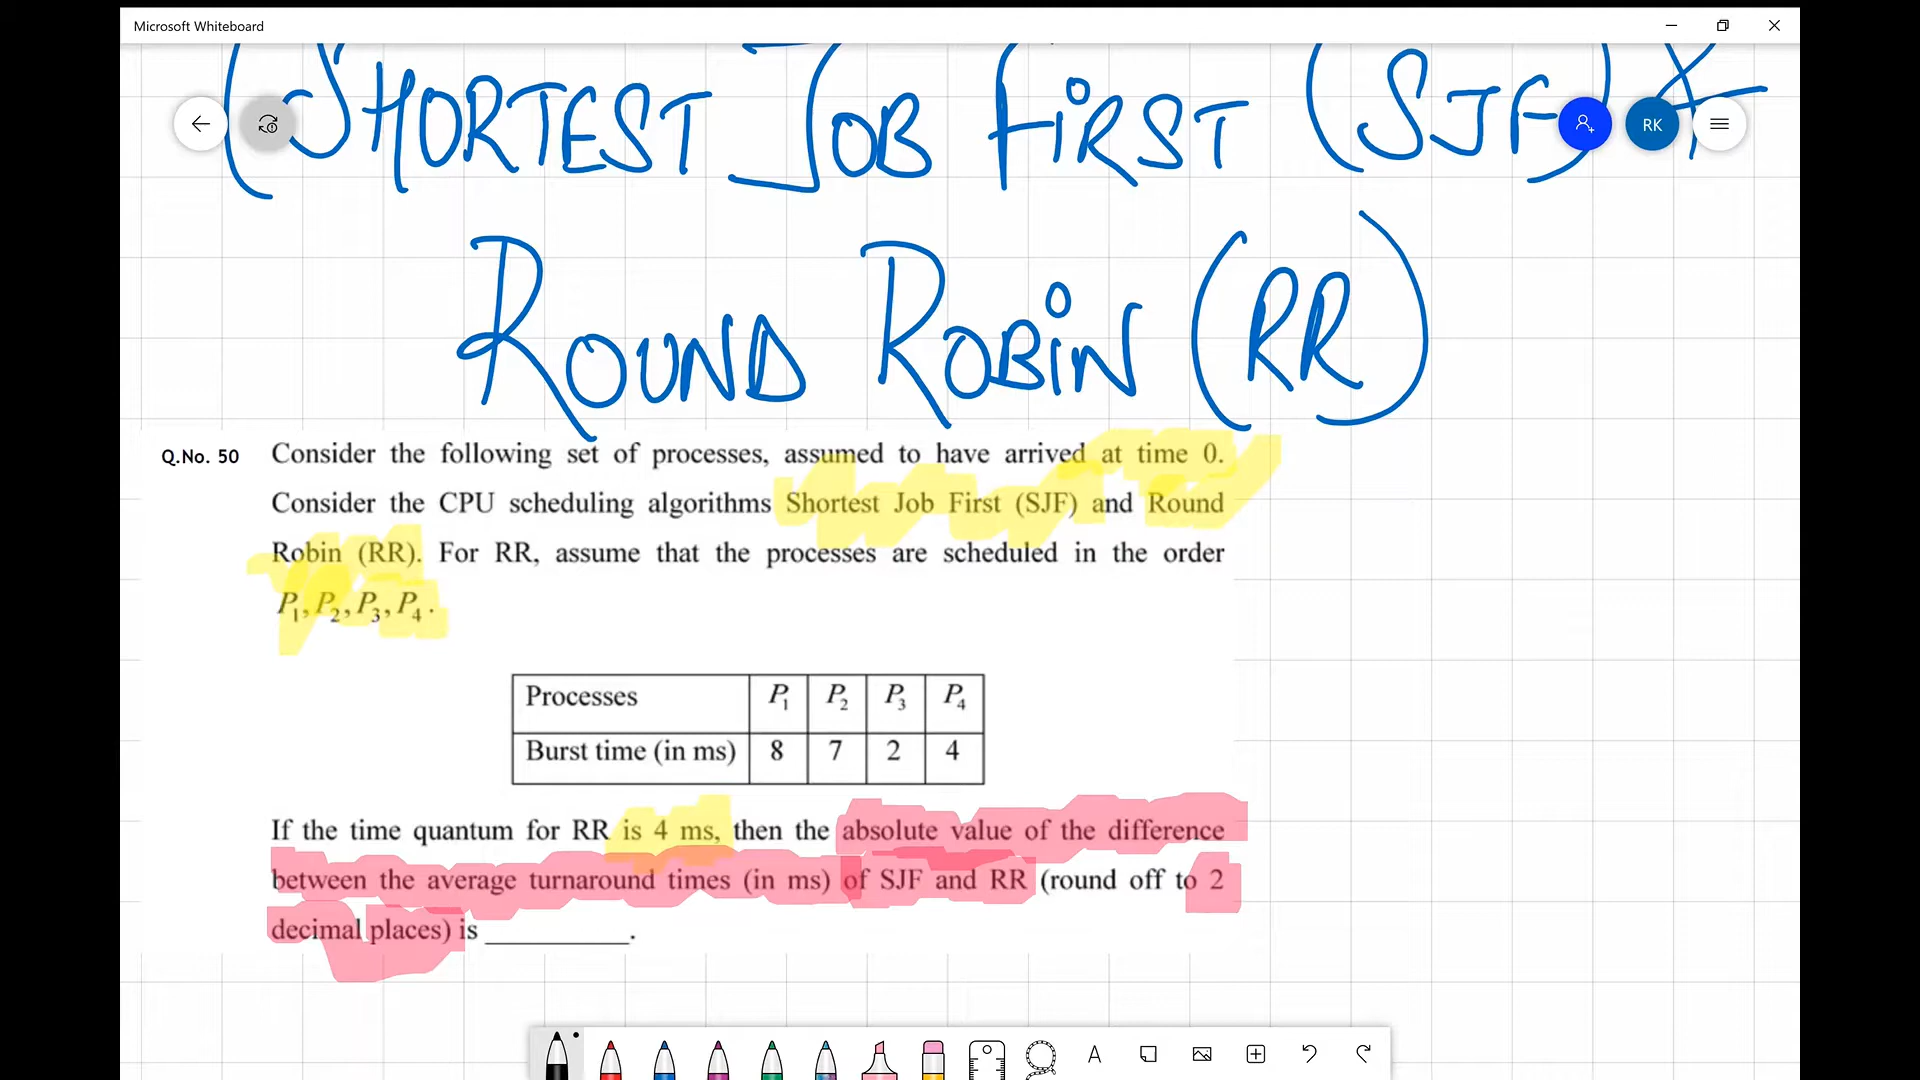 Microsoft Whiteboard
(SHORTEST JOB FiRST (SJF) &
RK
ROUND ROBiN (RR)
Q.No. 50 Consider the following set of processes, assumed to have arrived at time 0.
Consider the CPU scheduling algorithms Shortest Job First (SJF) and Round
Robin (RR). For RR, assume that the processes are scheduled in the order
P₁, P₂, P₃, P₄.
Processes P₁ P₂ P₃ P₄
Burst time (in ms) 8 7 2 4
If the time quantum for RR is 4 ms, then the absolute value of the difference
between the average turnaround times (in ms) of SJF and RR (round off to 2
decimal places) is __________.